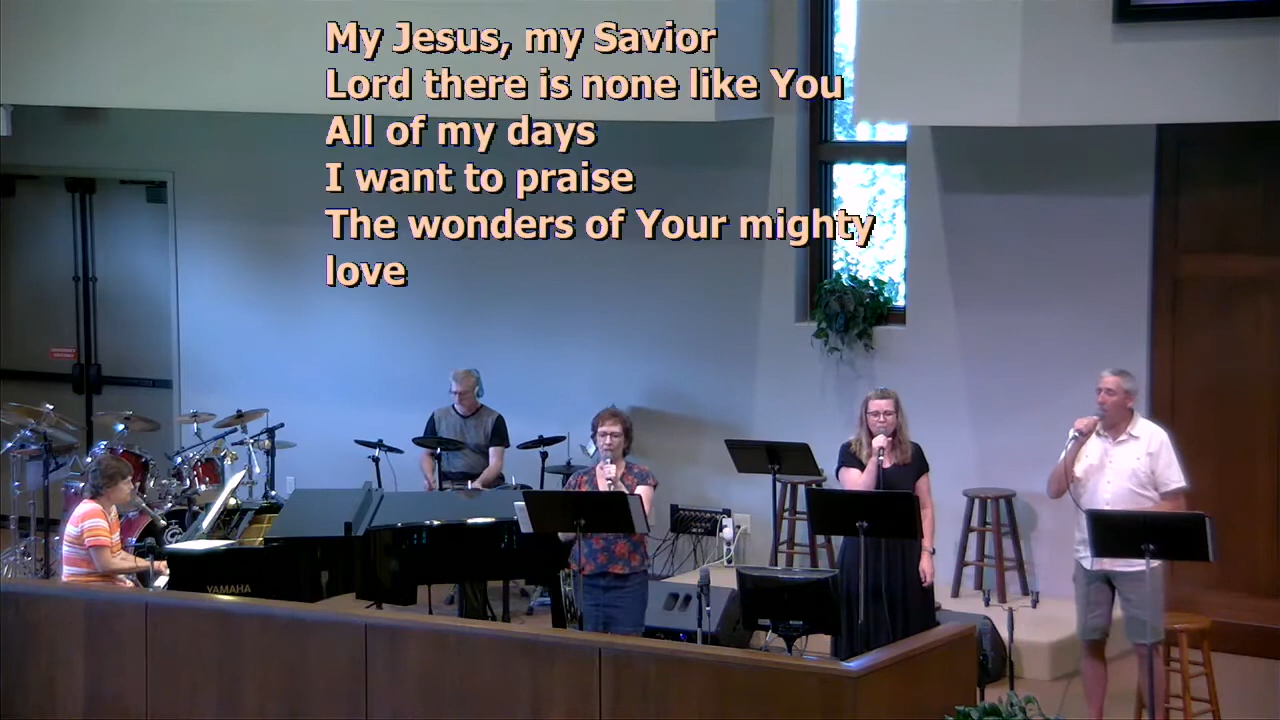 My Jesus, my Savior
Lord there is none like You
All of my days
I want to praise
The wonders of Your mighty
love
YAMAHA